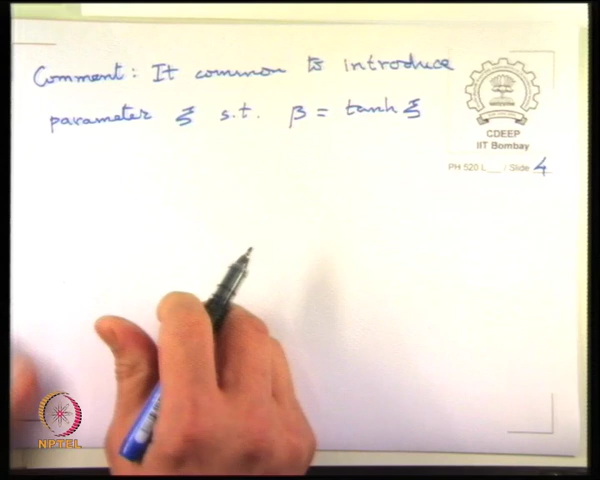 Comment: It common to introduce
parameter ξ s.t. β = tanh ξ
CDEEP
IIT Bombay
PH 520 L___ / Slide 4
NPTEL